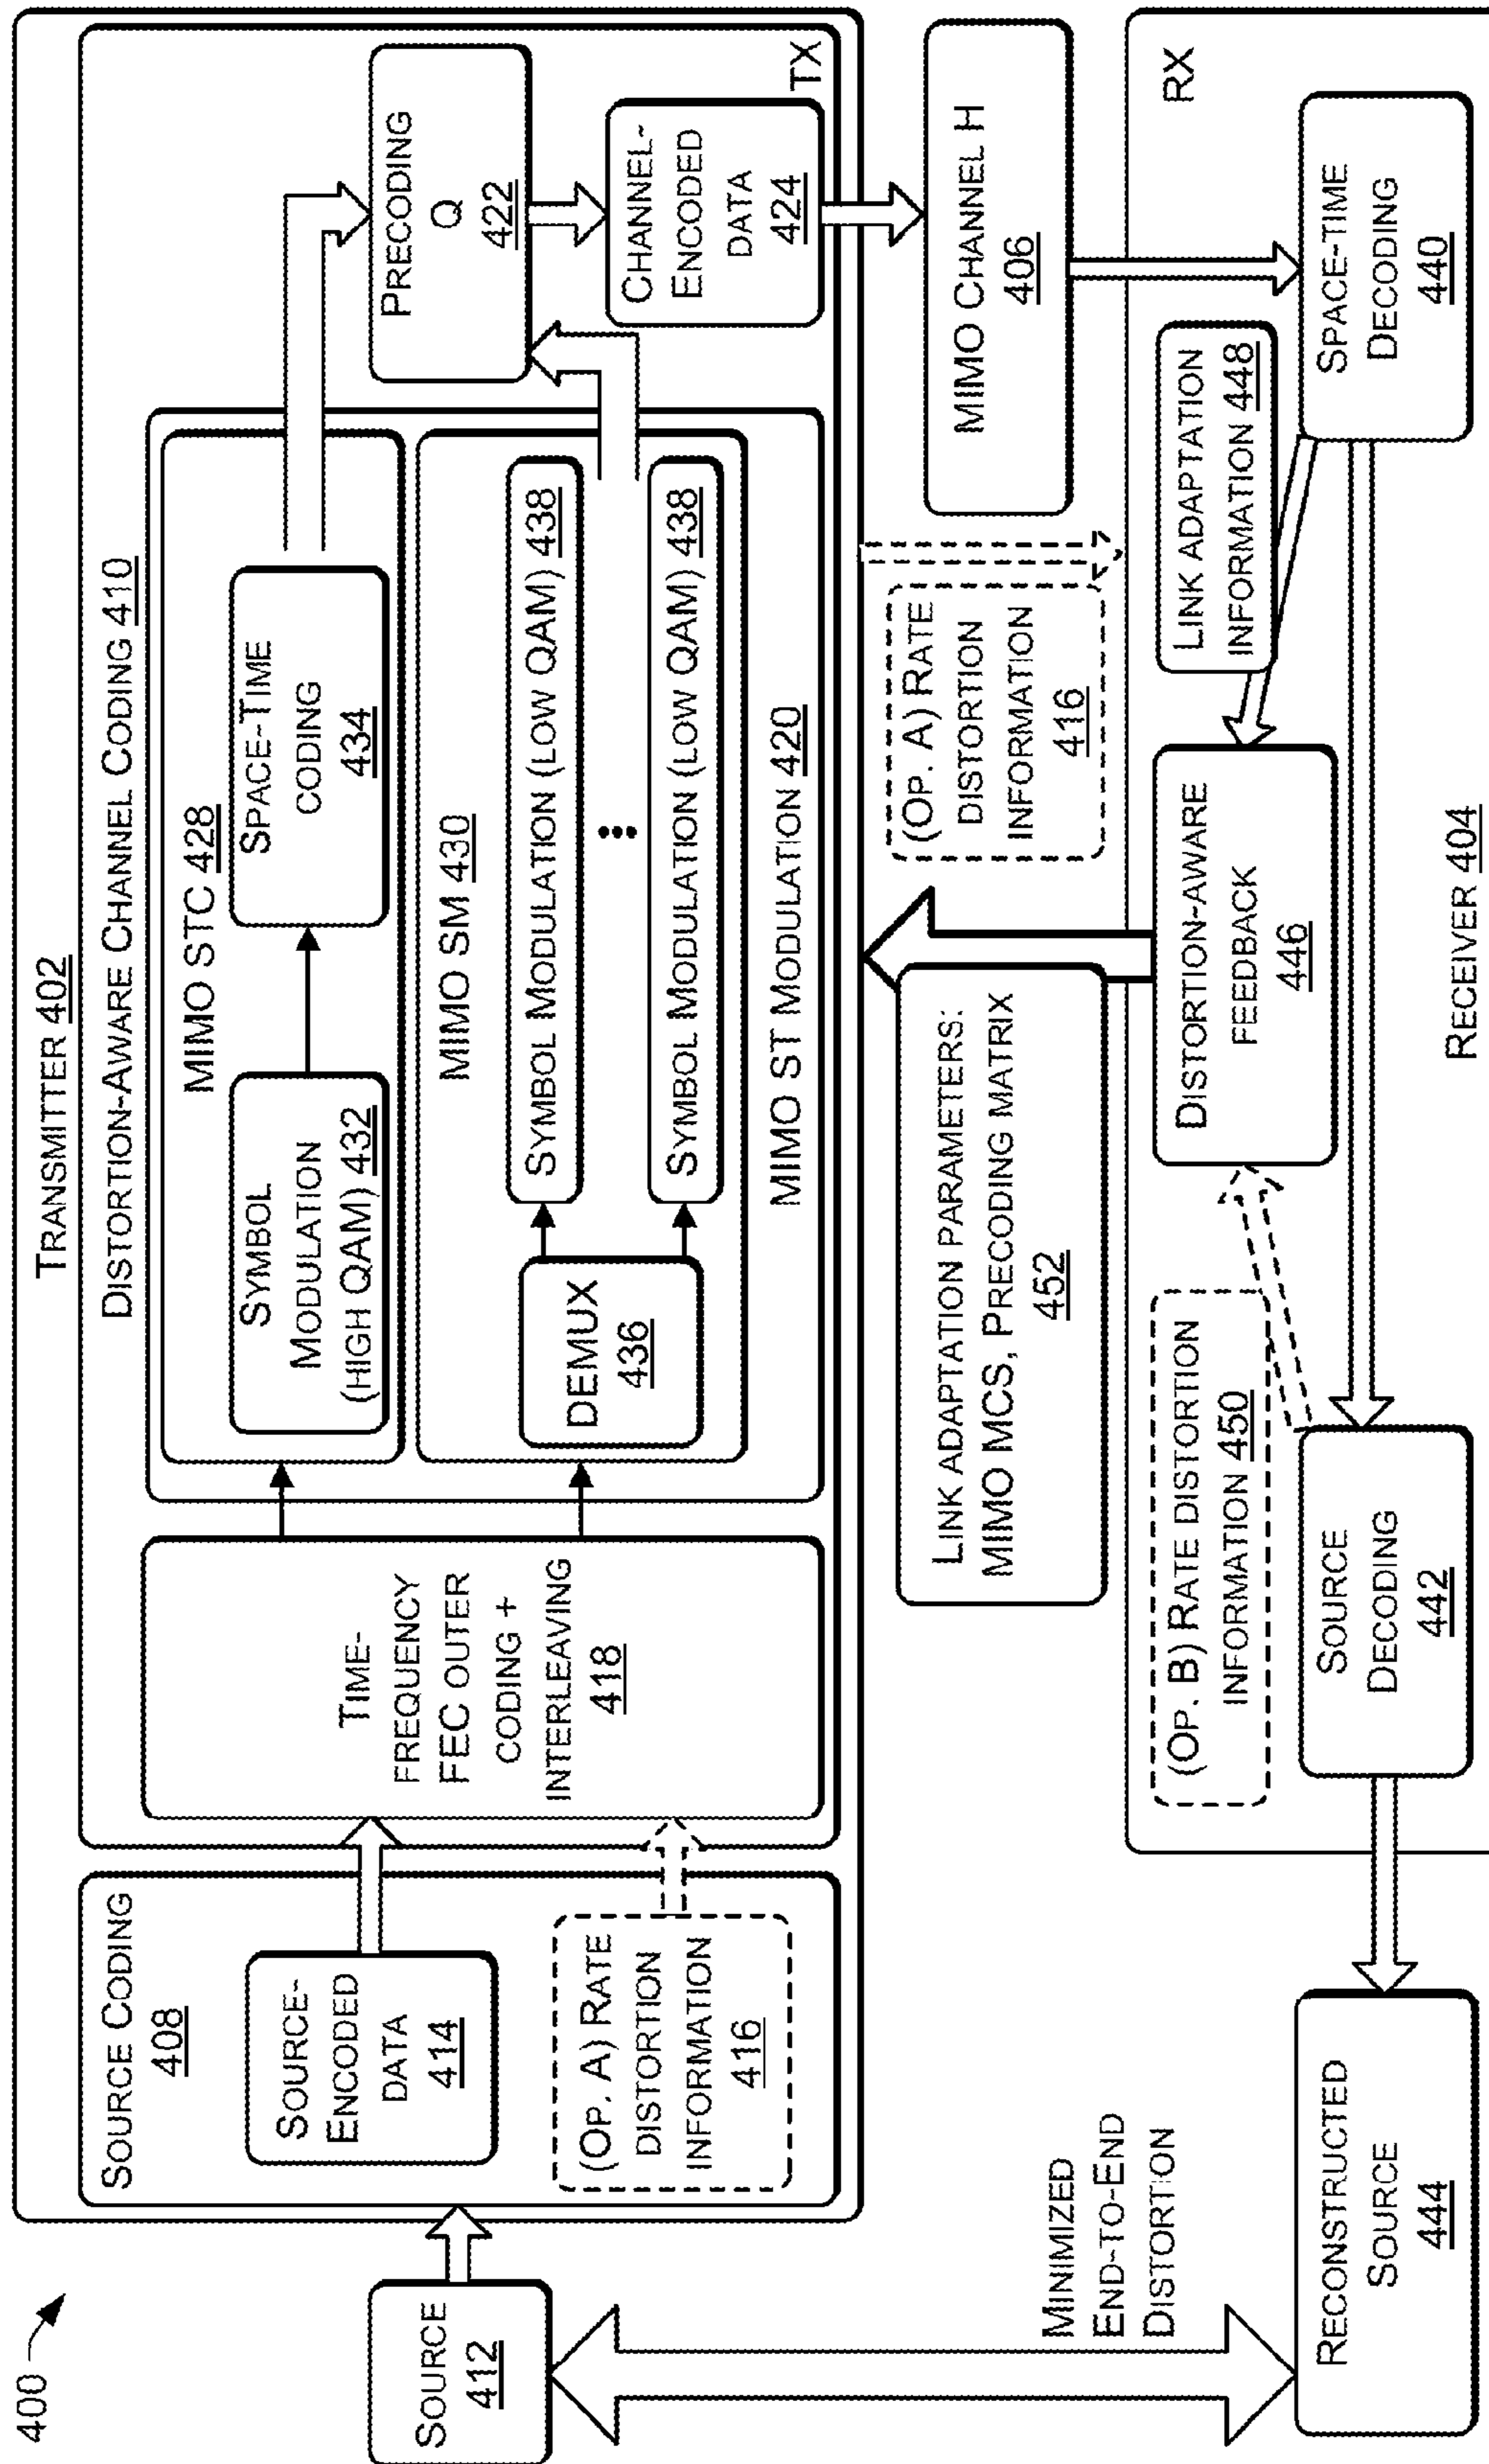 400
TRANSMITTER 402
SOURCE
412
SOURCE CODING
408
SOURCE-
ENCODED
DATA
414
(OP. A) RATE
DISTORTION
INFORMATION
416
TIME-
FREQUENCY
FEC OUTER
CODING +
INTERLEAVING
418
DISTORTION-AWARE CHANNEL CODING 410
MIMO STC 428
SYMBOL
MODULATION
(HIGH QAM) 432
SPACE-TIME
CODING
434
MIMO SM 430
DEMUX
436
SYMBOL MODULATION (LOW QAM) 438
SYMBOL MODULATION (LOW QAM) 438
MIMO ST MODULATION 420
PRECODING
Q
422
CHANNEL-
ENCODED
DATA
424
TX
MINIMIZED
END-TO-END
DISTORTION
LINK ADAPTATION PARAMETERS:
MIMO MCS, PRECODING MATRIX
452
(OP. A) RATE
DISTORTION
INFORMATION
416
MIMO CHANNEL H
406
RECONSTRUCTED
SOURCE
444
(OP. B) RATE DISTORTION
INFORMATION 450
SOURCE
DECODING
442
DISTORTION-AWARE
FEEDBACK
446
LINK ADAPTATION
INFORMATION 448
RX
SPACE-TIME
DECODING
440
RECEIVER 404